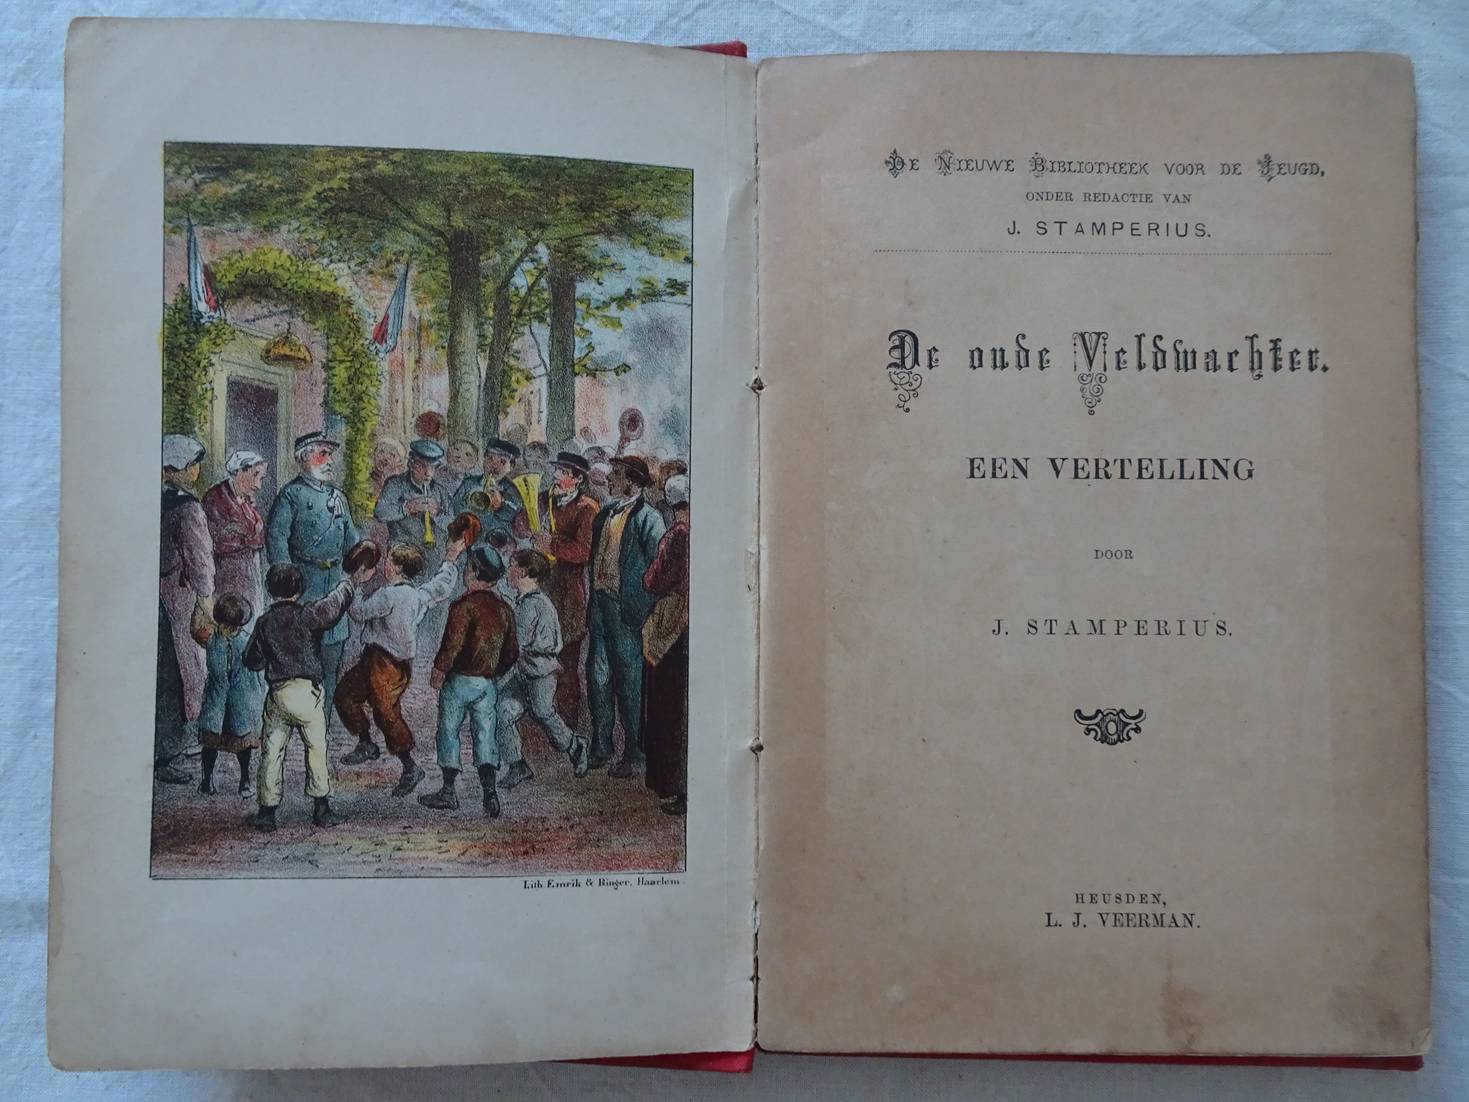 Lith Emrik & Binger, Haarlem
De Nieuwe Bibliotheek voor de Jeugd,
ONDER REDACTIE VAN
J. STAMPERIUS.
De oude Veldwachter.
EEN VERTELLING
DOOR
J. STAMPERIUS.
HEUSDEN,
L. J. VEERMAN.